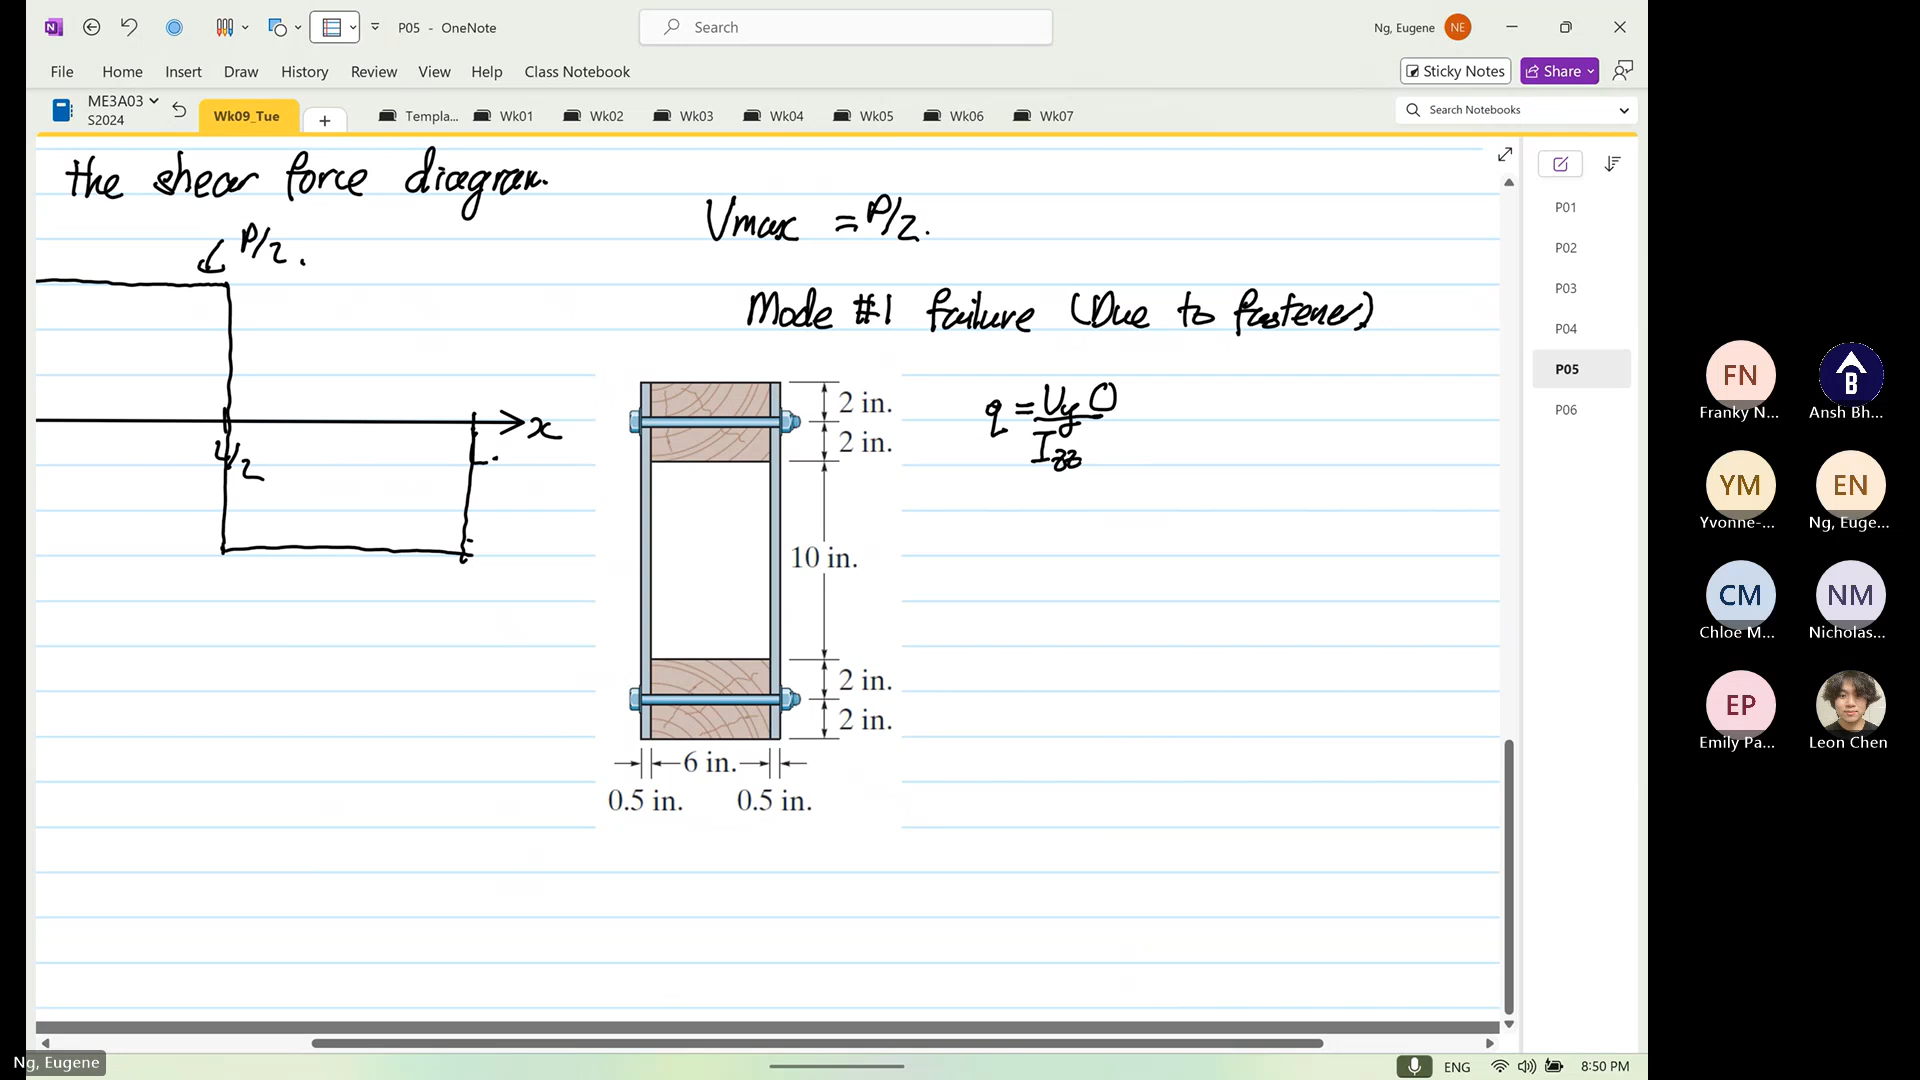 P05 - OneNote
Search
Ng, Eugene
NE
File Home Insert Draw History Review View Help Class Notebook
Sticky Notes
Share
ME3A03
S2024
Wk09_Tue
Templa...
Wk01
Wk02
Wk03
Wk04
Wk05
Wk06
Wk07
Search Notebooks
the shear force diagram.
P/2.
L/2
L.
x
Vmax = P/2.
Mode #1 failure (Due to fastener)
2 in.
2 in.
10 in.
2 in.
2 in.
6 in.
0.5 in. 0.5 in.
q = Vy Q
Izz
P01
P02
P03
P04
P05
P06
FN
Franky N...
B
Ansh Bh...
YM
Yvonne-...
EN
Ng, Euge...
CM
Chloe M...
NM
Nicholas...
EP
Emily Pa...
Leon Chen
Ng, Eugene
ENG
8:50 PM